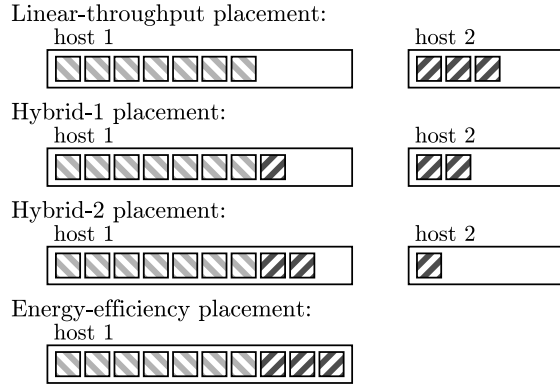 Linear-throughput placement:
host 1 host 2
Hybrid-1 placement:
host 1 host 2
Hybrid-2 placement:
host 1 host 2
Energy-efficiency placement:
host 1